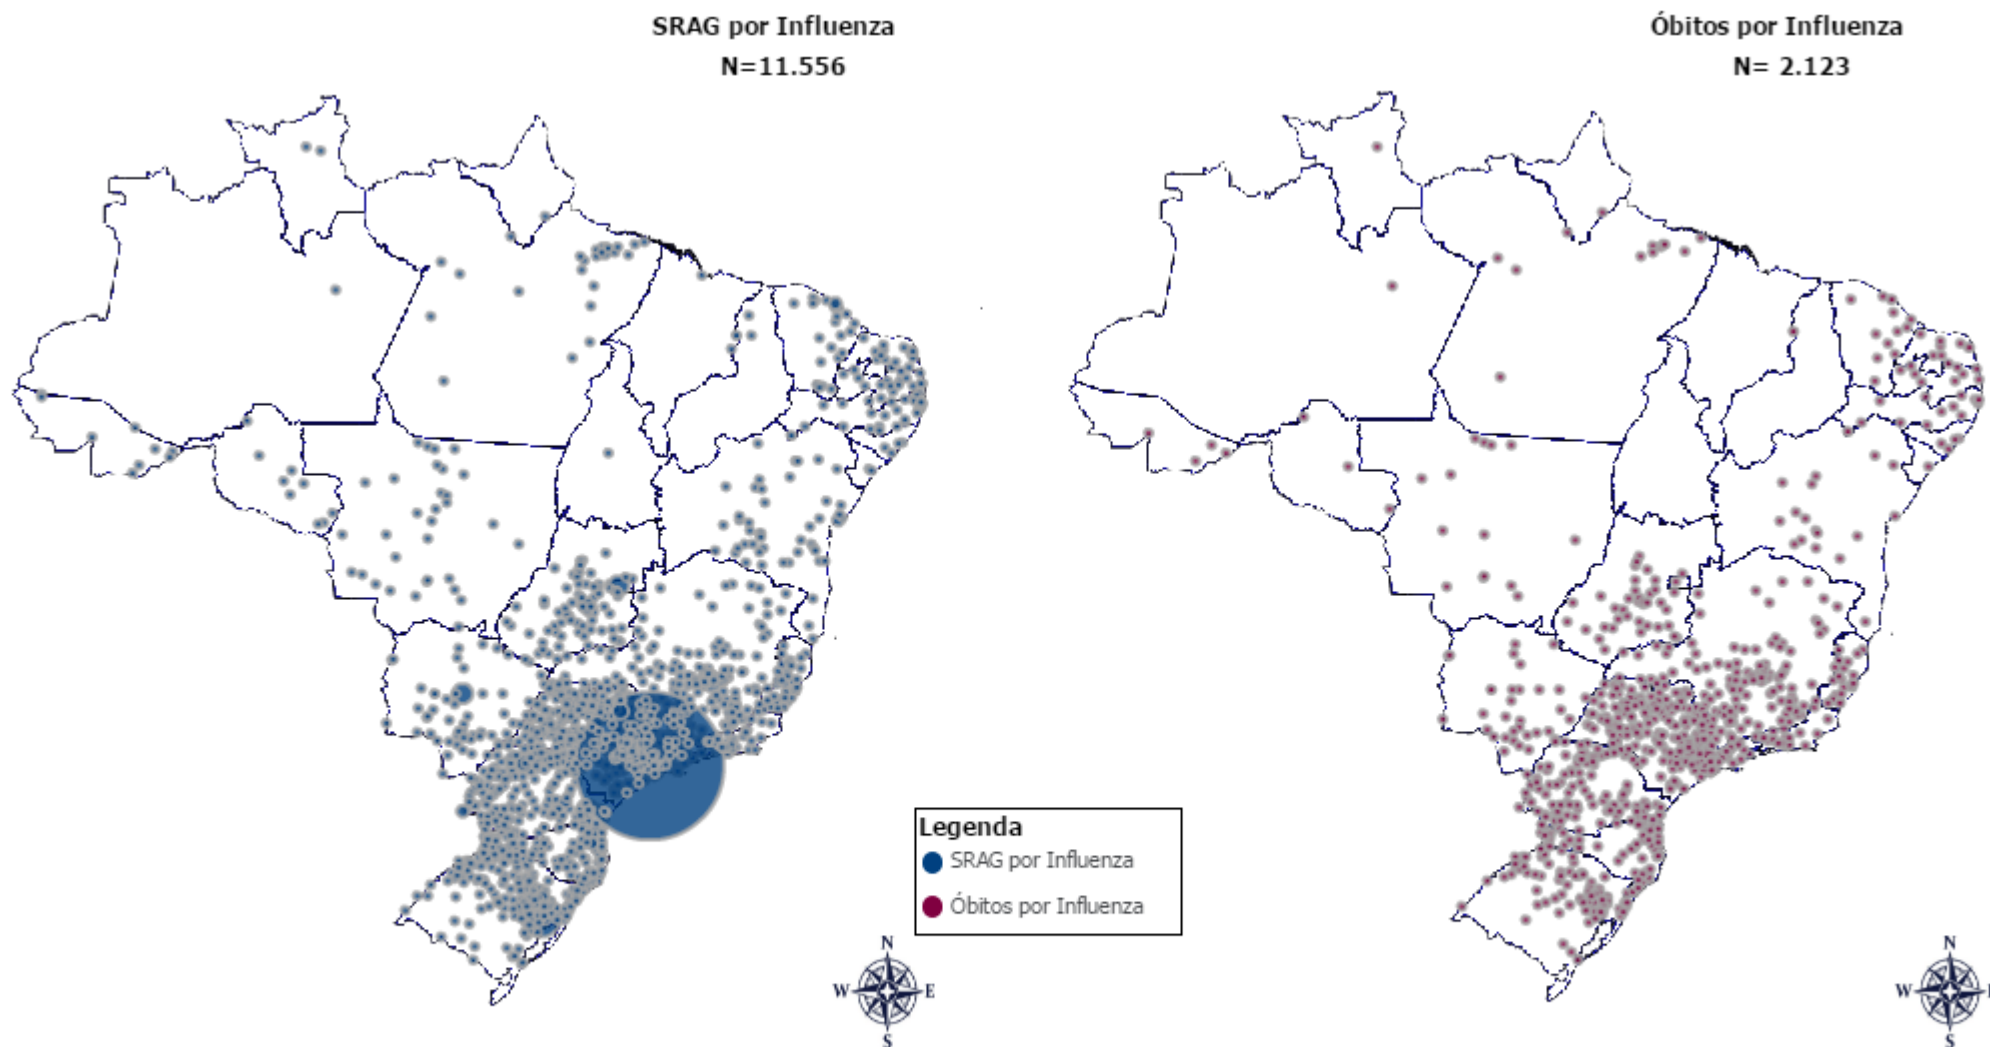 SRAG por Influenza
N=11.556
Óbitos por Influenza
N= 2.123
Legenda
SRAG por Influenza
Óbitos por Influenza
N
W E
S
N
W
S